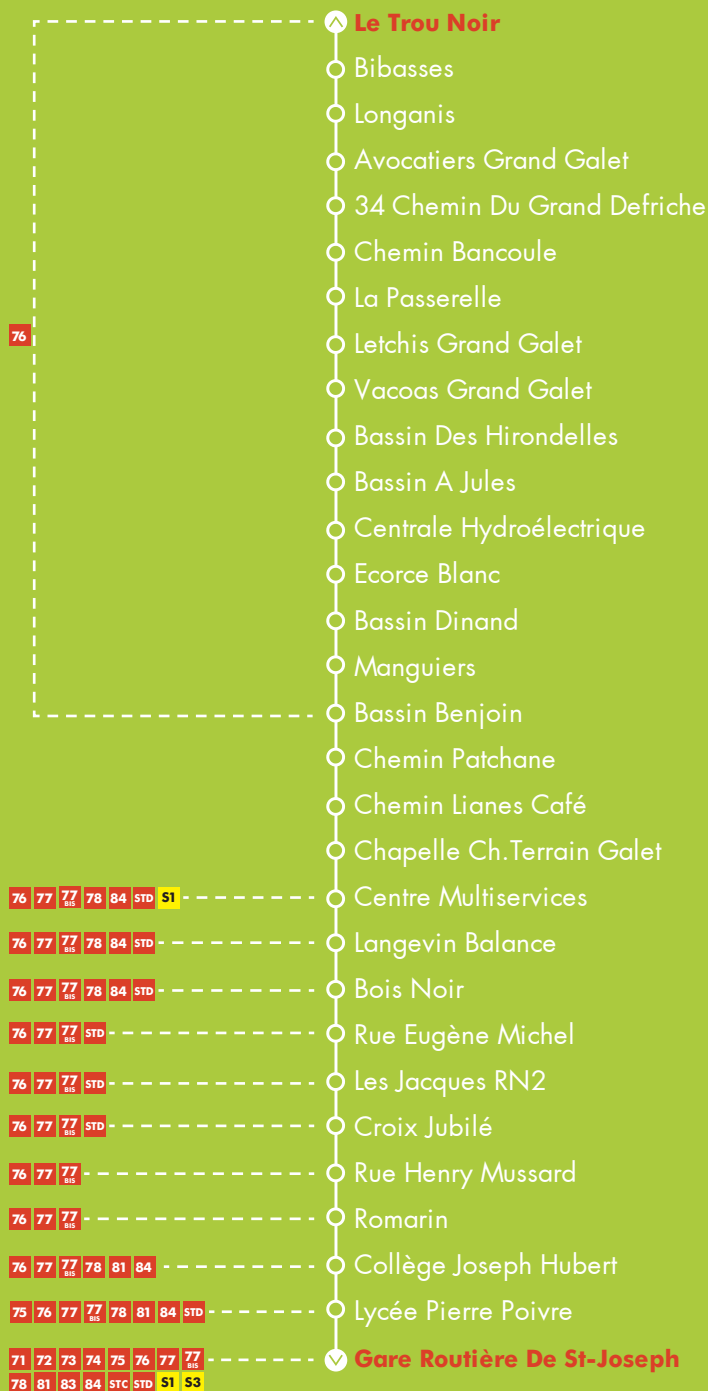 Le Trou Noir
Bibasses
Longanis
Avocatiers Grand Galet
34 Chemin Du Grand Defriche
Chemin Bancoule
La Passerelle
76 Letchis Grand Galet
Vacoas Grand Galet
Bassin Des Hirondelles
Bassin A Jules
Centrale Hydroélectrique
Ecorce Blanc
Bassin Dinand
Manguiers
Bassin Benjoin
Chemin Patchane
Chemin Lianes Café
Chapelle Ch.Terrain Galet
76 77 77 BIS 78 84 STD S1 Centre Multiservices
76 77 77 BIS 78 84 STD Langevin Balance
76 77 77 BIS 78 84 STD Bois Noir
76 77 77 BIS STD Rue Eugène Michel
76 77 77 BIS STD Les Jacques RN2
76 77 77 BIS STD Croix Jubilé
76 77 77 BIS Rue Henry Mussard
76 77 77 BIS Romarin
76 77 77 BIS 78 81 84 Collège Joseph Hubert
75 76 77 77 BIS 78 81 84 STD Lycée Pierre Poivre
71 72 73 74 75 76 77 77 BIS Gare Routière De St-Joseph
78 81 83 84 STC STD S1 S3